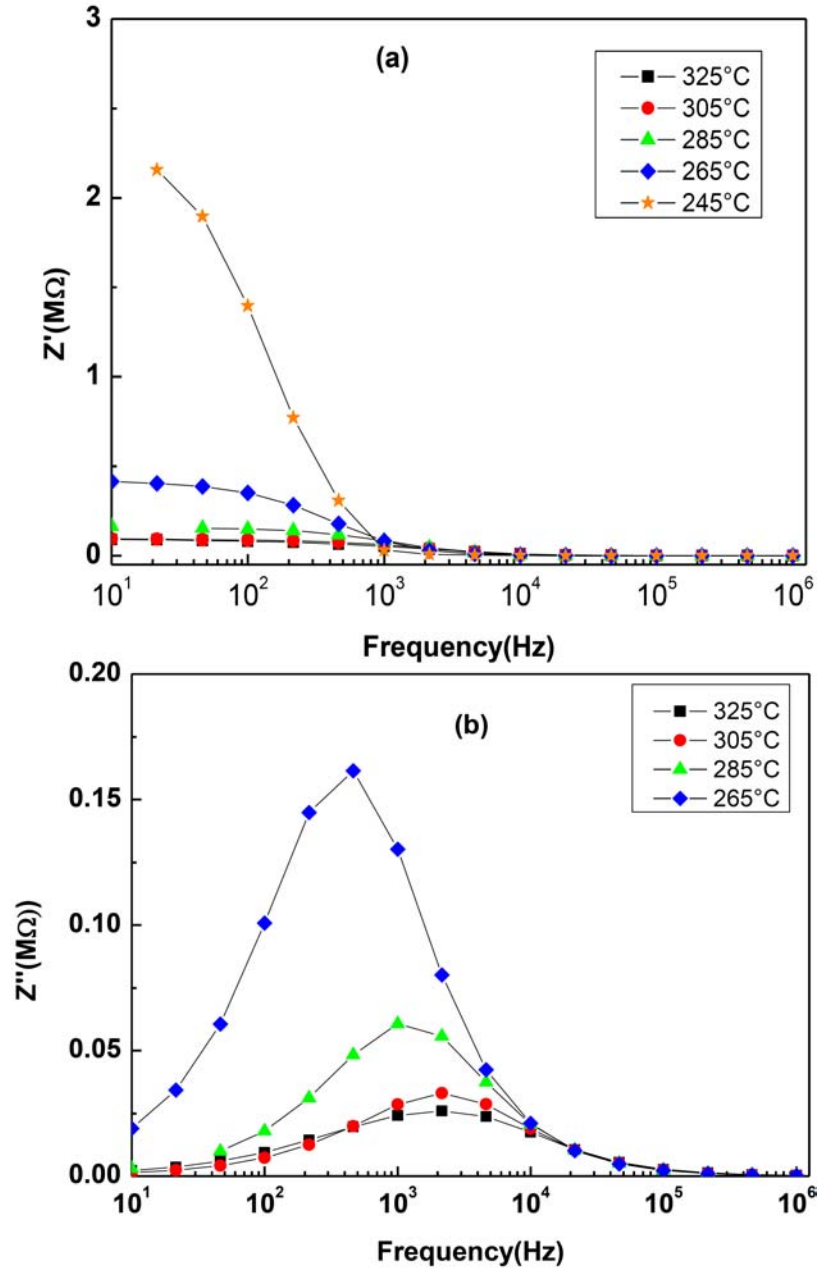 3
(a)
325°C
305°C
285°C
265°C
245°C
2
Z'(MΩ)
1
0
10¹ 10² 10³ 10⁴ 10⁵ 10⁶
Frequency(Hz)
0.20
(b)
325°C
305°C
285°C
265°C
0.15
0.10
Z''(MΩ))
0.05
0.00
10¹ 10² 10³ 10⁴ 10⁵ 10⁶⁸
Frequency(Hz)